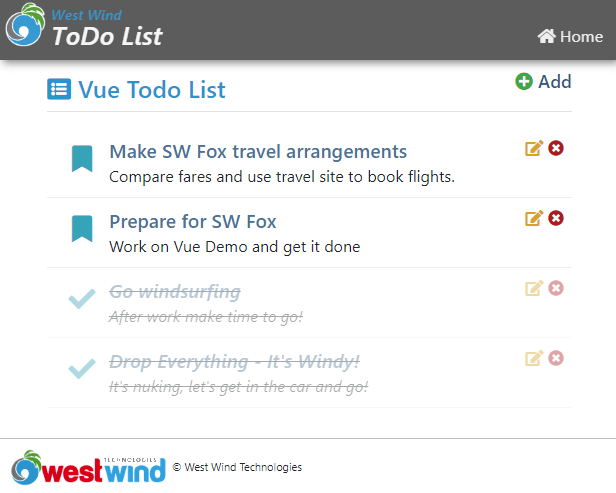 West Wind
ToDo List
Home
Vue Todo List
Add
Make SW Fox travel arrangements
Compare fares and use travel site to book flights.
Prepare for SW Fox
Work on Vue Demo and get it done
Go windsurfing
After work make time to go!
Drop Everything - It's Windy!
It's nuking, let's get in the car and go!
TECHNOLOGIES
westwind
© West Wind Technologies